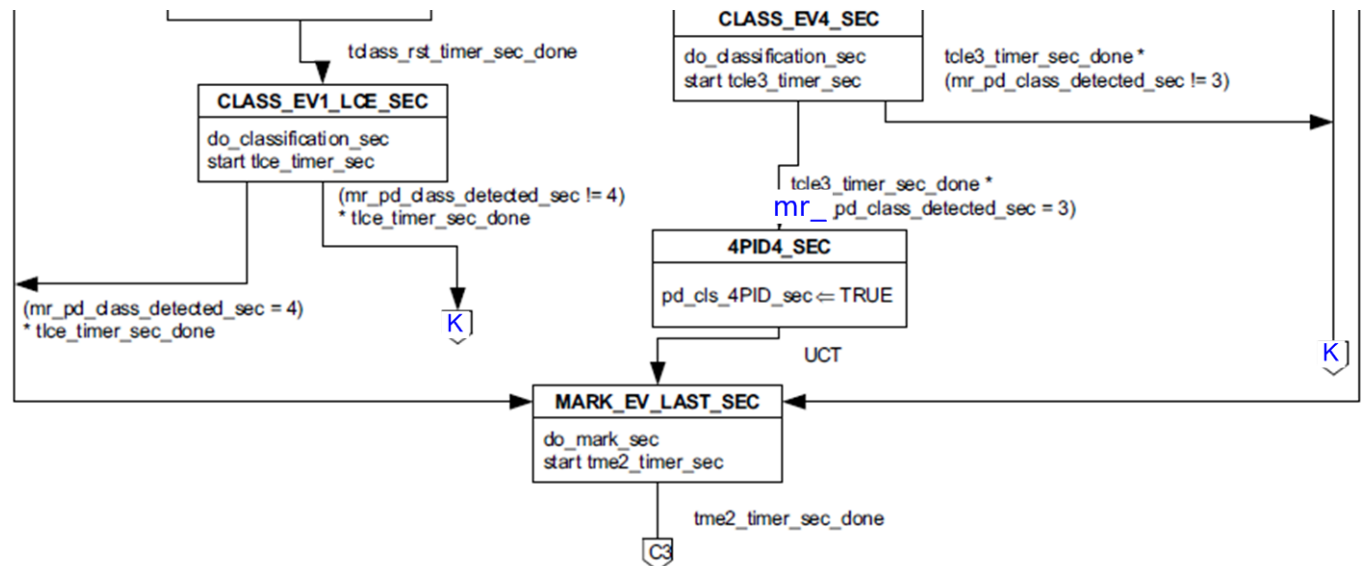 tclass_rst_timer_sec_done
CLASS_EV1_LCE_SEC
do_classification_sec
start tlce_timer_sec
(mr_pd_class_detected_sec != 4)
* tlce_timer_sec_done
(mr_pd_class_detected_sec = 4)
* tlce_timer_sec_done
K
CLASS_EV4_SEC
do_classification_sec
start tcle3_timer_sec
tcle3_timer_sec_done *
(mr_pd_class_detected_sec != 3)
tcle3_timer_sec_done *
mr_ pd_class_detected_sec = 3)
4PID4_SEC
pd_cls_4PID_sec ⇐ TRUE
UCT
K
MARK_EV_LAST_SEC
do_mark_sec
start tme2_timer_sec
tme2_timer_sec_done
C3